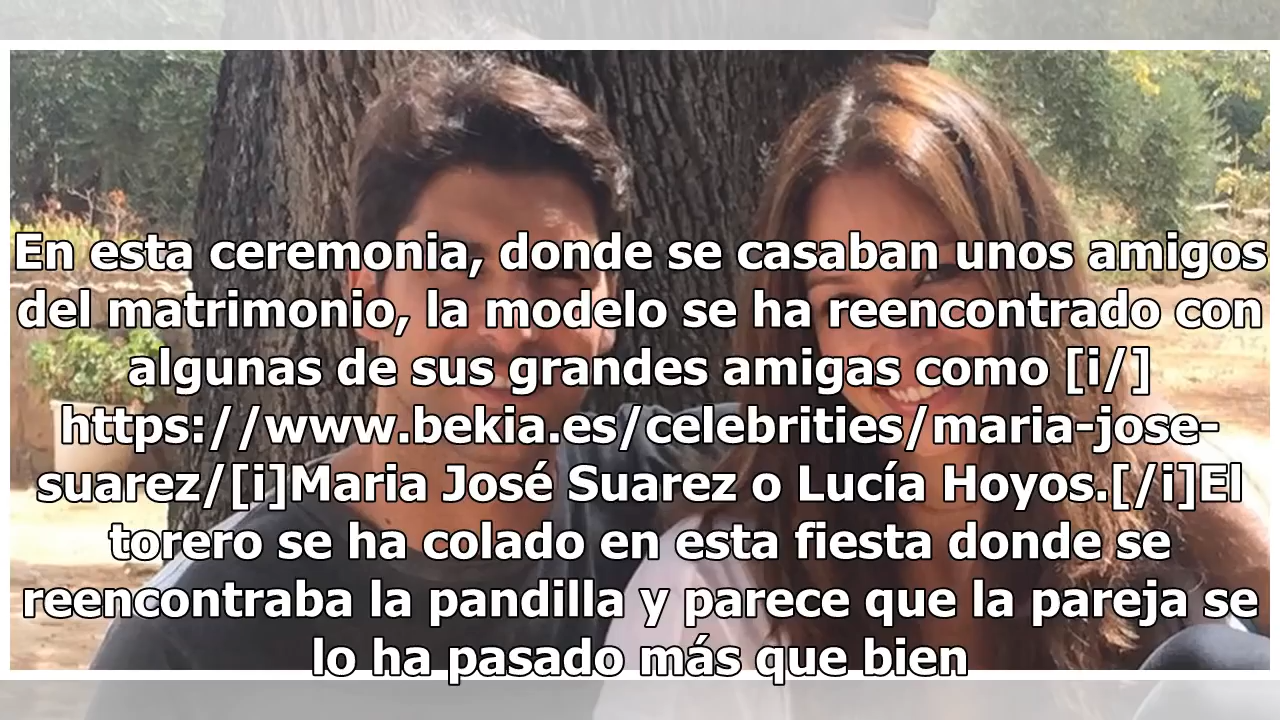 En esta ceremonia, donde se casaban unos amigos
del matrimonio, la modelo se ha reencontrado con
algunas de sus grandes amigas como [i/]
https://www.bekia.es/celebrities/maria-jose-
suarez/[i]Maria José Suarez o Lucía Hoyos.[/i]El
torero se ha colado en esta fiesta donde se
reencontraba la pandilla y parece que la pareja se
lo ha pasado más que bien